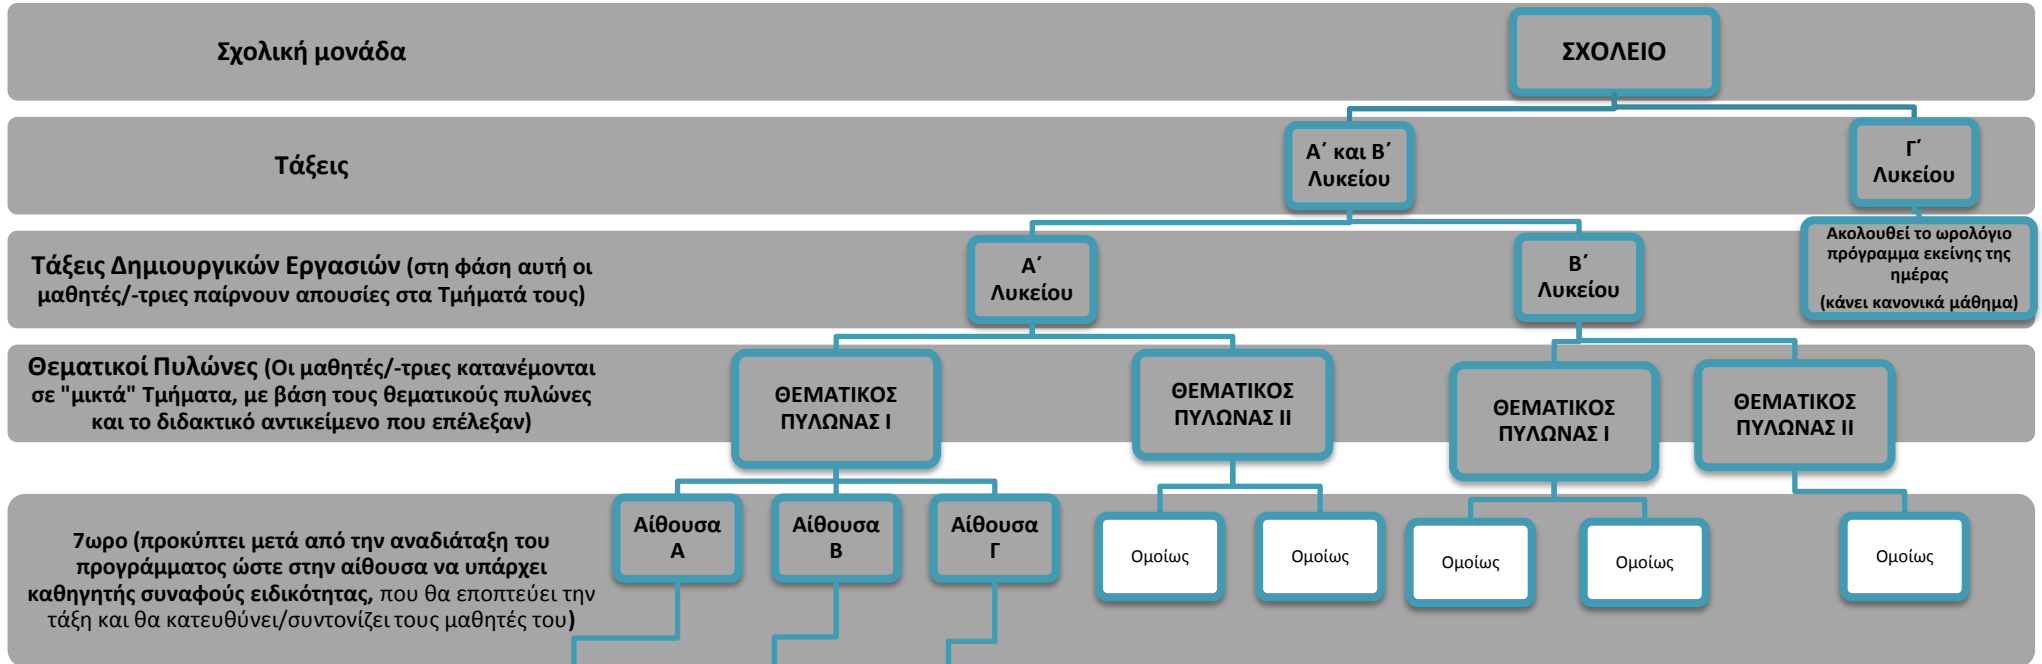 Σχολική μονάδα
ΣΧΟΛΕΙΟ
Τάξεις
Α΄ και Β΄
Λυκείου
Γ΄
Λυκείου
Τάξεις Δημιουργικών Εργασιών (στη φάση αυτή οι
μαθητές/-τριες παίρνουν απουσίες στα Τμήματά τους)
Α΄
Λυκείου
Β΄
Λυκείου
Ακολουθεί το ωρολόγιο
πρόγραμμα εκείνης της
ημέρας
(κάνει κανονικά μάθημα)
Θεματικοί Πυλώνες (Οι μαθητές/-τριες κατανέμονται
σε "μικτά" Τμήματα, με βάση τους θεματικούς πυλώνες
και το διδακτικό αντικείμενο που επέλεξαν)
ΘΕΜΑΤΙΚΟΣ
ΠΥΛΩΝΑΣ Ι
ΘΕΜΑΤΙΚΟΣ
ΠΥΛΩΝΑΣ ΙΙ
ΘΕΜΑΤΙΚΟΣ
ΠΥΛΩΝΑΣ Ι
ΘΕΜΑΤΙΚΟΣ
ΠΥΛΩΝΑΣ ΙΙ
7ωρο (προκύπτει μετά από την αναδιάταξη του
προγράμματος ώστε στην αίθουσα να υπάρχει
καθηγητής συναφούς ειδικότητας, που θα εποπτεύει την
τάξη και θα κατευθύνει/συντονίζει τους μαθητές του)
Αίθουσα
Α
Αίθουσα
Β
Αίθουσα
Γ
Ομοίως
Ομοίως
Ομοίως
Ομοίως
Ομοίως